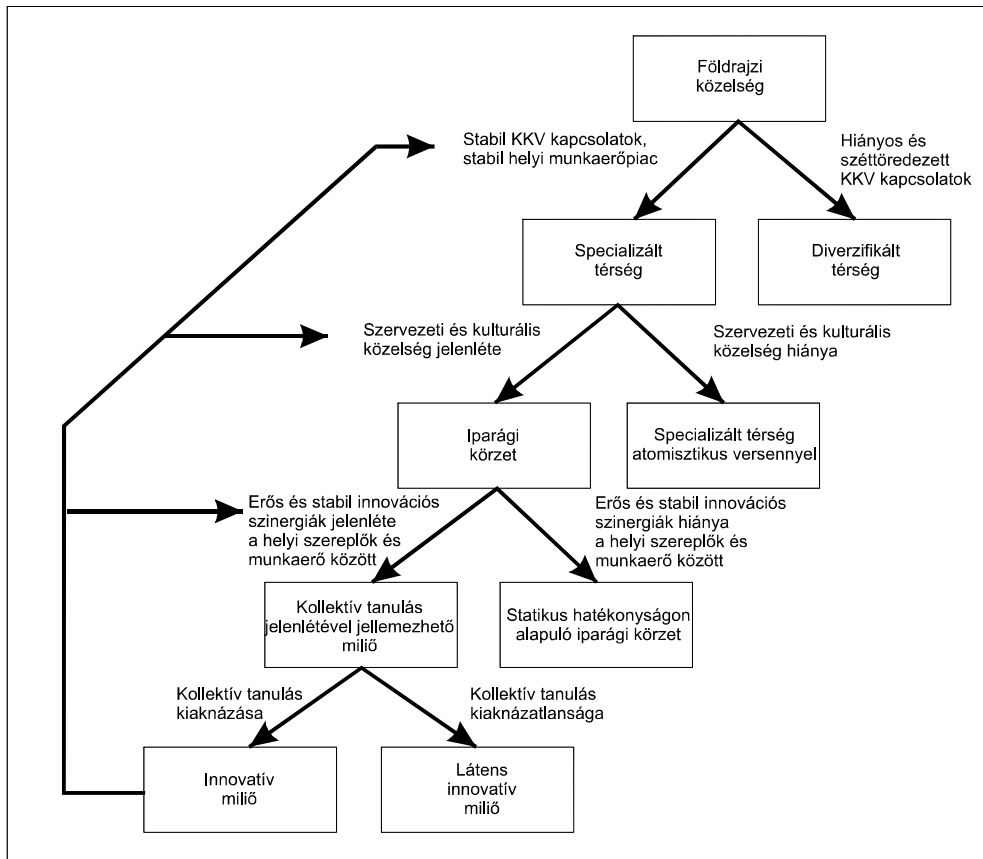 Földrajzi
közelség
Stabil KKV kapcsolatok,
stabil helyi munkaerőpiac
Hiányos és
széttöredezett
KKV kapcsolatok
Specializált
térség
Diverzifikált
térség
Szervezeti és kulturális
közelség jelenléte
Szervezeti és kulturális
közelség hiánya
Iparági
körzet
Specializált térség
atomisztikus versennyel
Erős és stabil innovációs
szinergiák jelenléte
a helyi szereplők és
munkaerő között
Erős és stabil innovációs
szinergiák hiánya
a helyi szereplők és
munkaerő között
Kollektív tanulás
jelenlétével jellemezhető
milió
Statikus hatékonyságon
alapuló iparági körzet
Kollektív tanulás
kiaknázása
Kollektív tanulás
kiaknázatlansága
Innovatív
milió
Látens
innovatív
milió